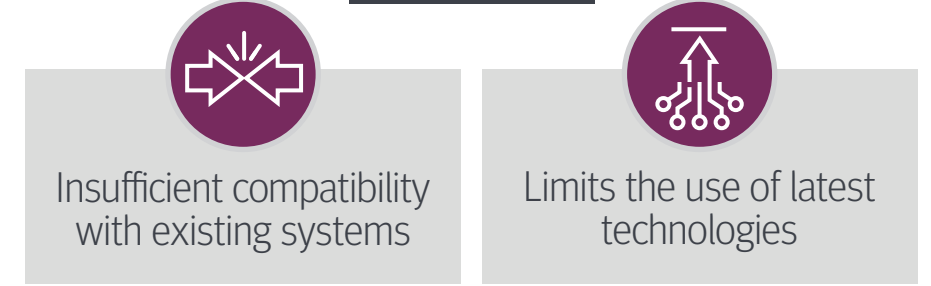 Insufficient compatibility
with existing systems
Limits the use of latest
technologies